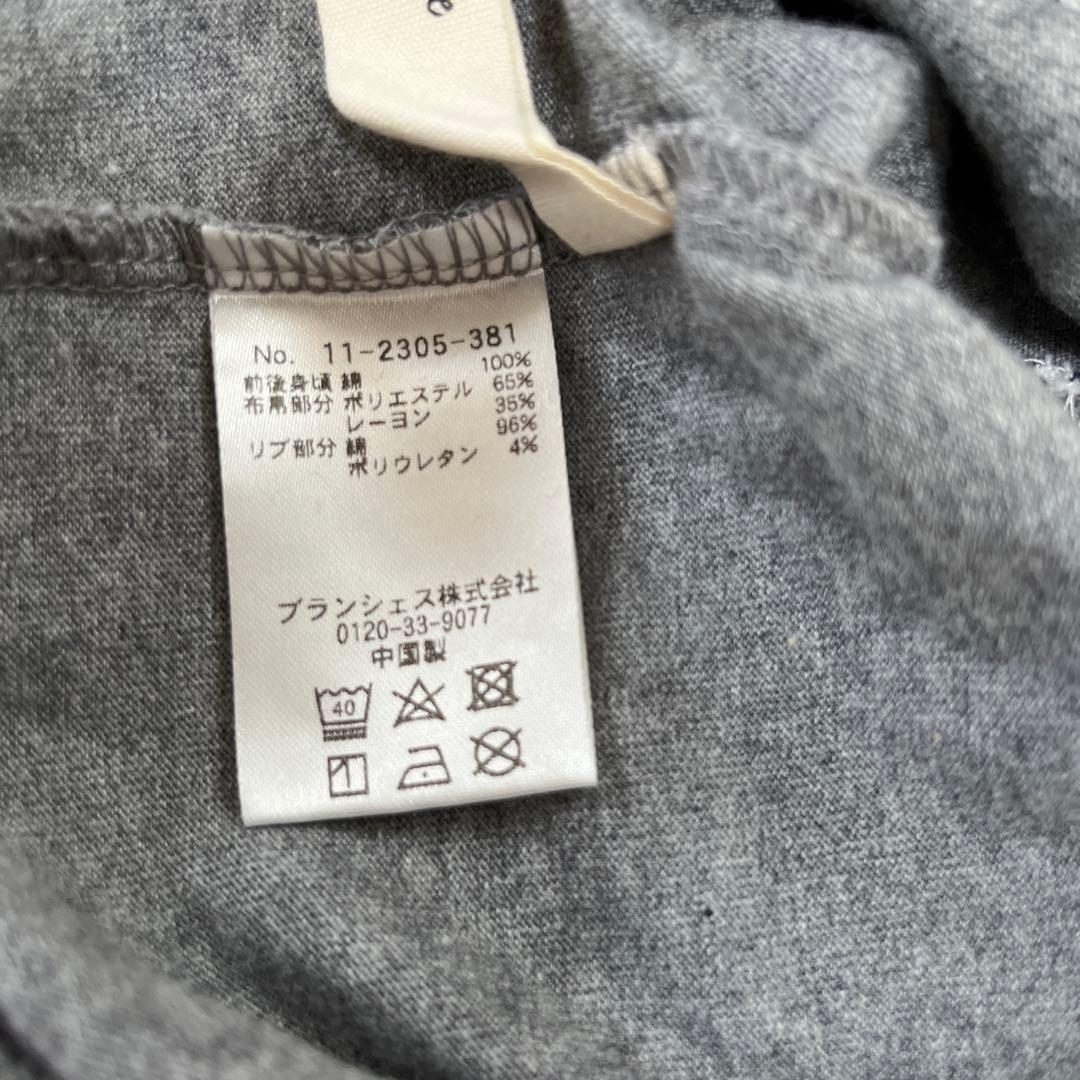 e
No. 11-2305-381
前後身頃 綿 100%
布帛部分 ポリエステル 65%
レーヨン 35%
リブ部分 綿 96%
ポリウレタン 4%
ブランシェス株式会社
0120-33-9077
中国製
40